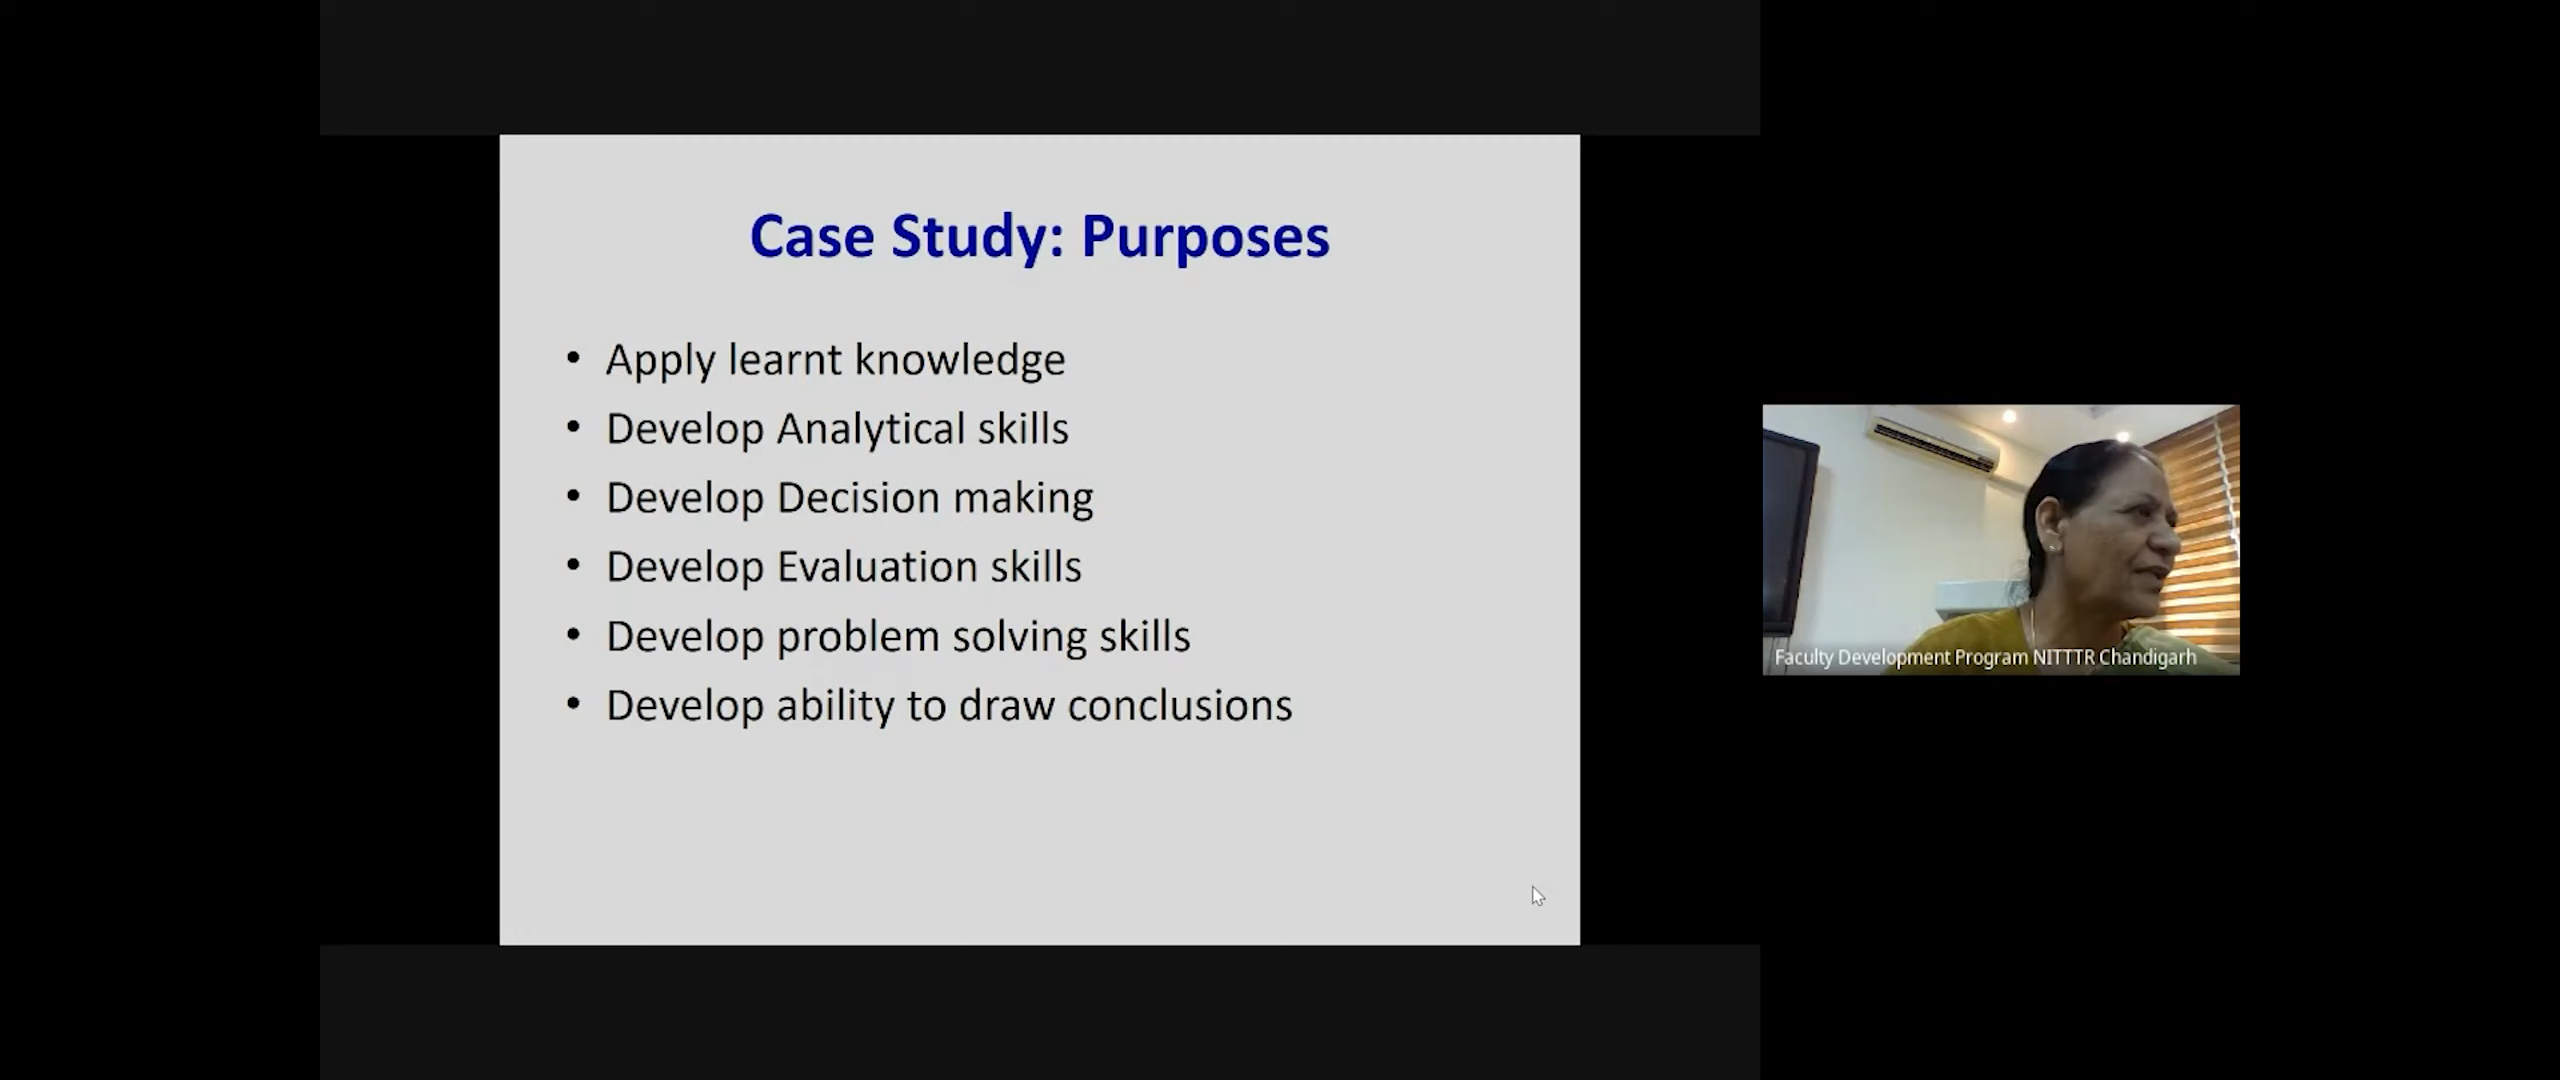 Case Study: Purposes
• Apply learnt knowledge
• Develop Analytical skills
• Develop Decision making
• Develop Evaluation skills
• Develop problem solving skills
• Develop ability to draw conclusions
Faculty Development Program NITTTR Chandigarh